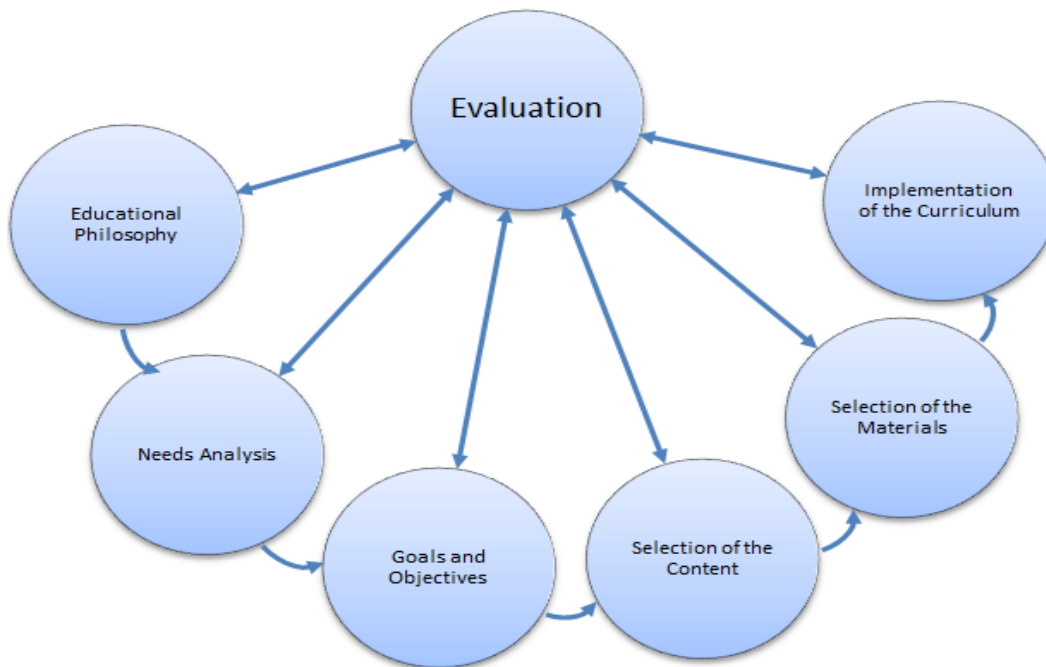 Evaluation
Educational
Philosophy
Needs Analysis
Goals and
Objectives
Selection of the
Content
Selection of the
Materials
Implementation
of the Curriculum